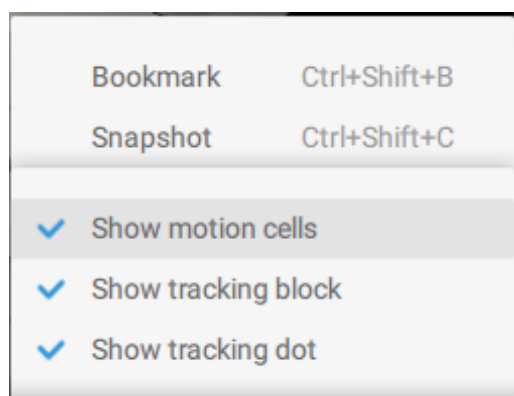 Bookmark Ctrl+Shift+B
Snapshot Ctrl+Shift+C
Show motion cells
Show tracking block
Show tracking dot